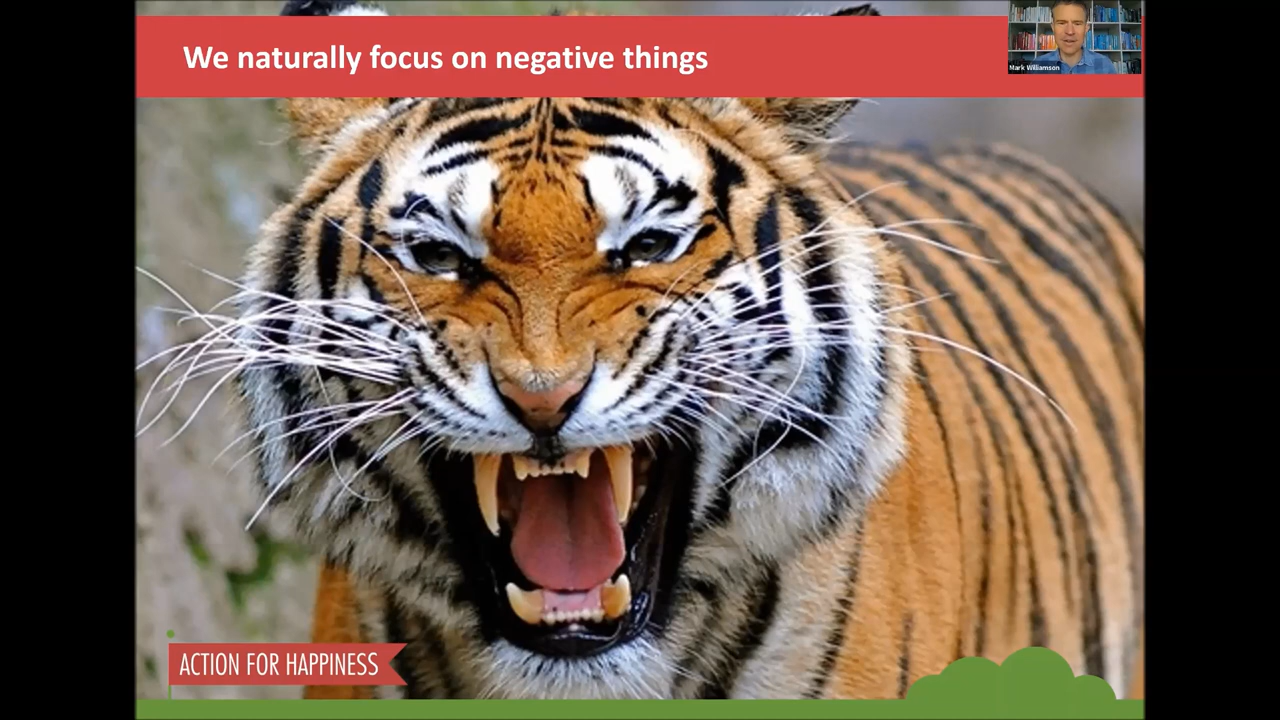 We naturally focus on negative things
Mark Williamson
ACTION FOR HAPPINESS